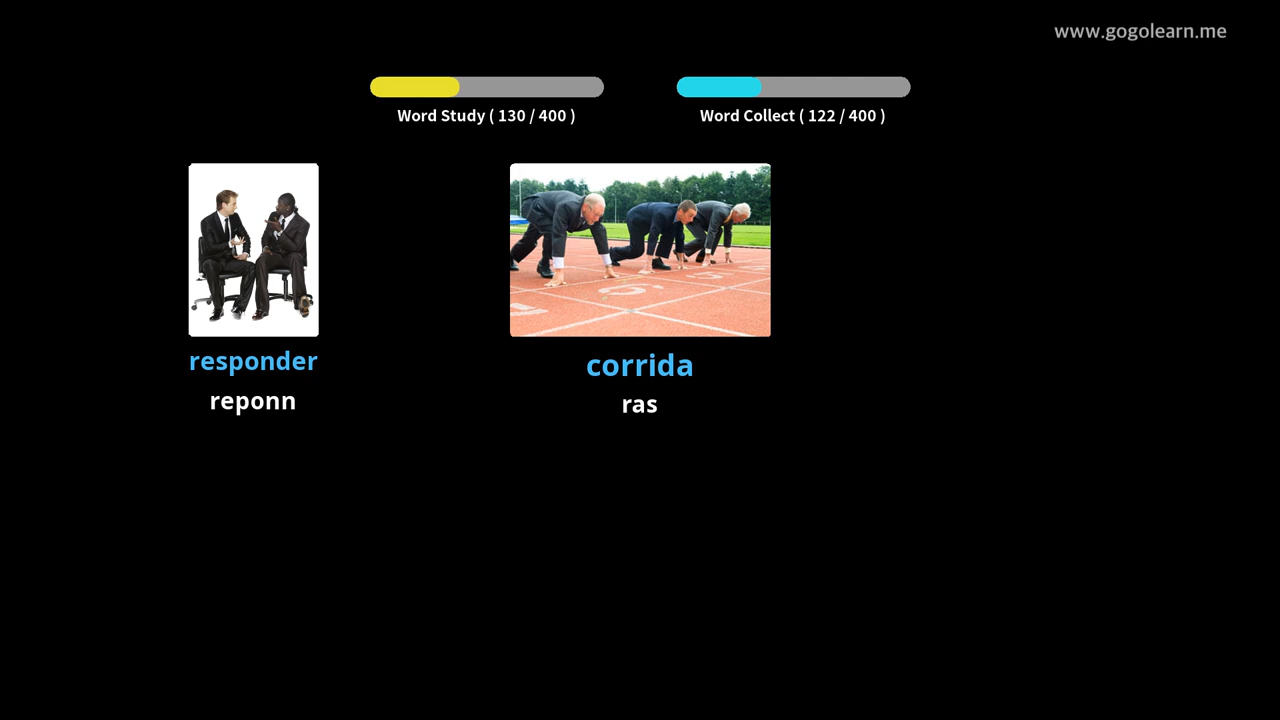 www.gogolearn.me
Word Study ( 130 / 400 )
Word Collect ( 122 / 400 )
responder
reponn
corrida
ras